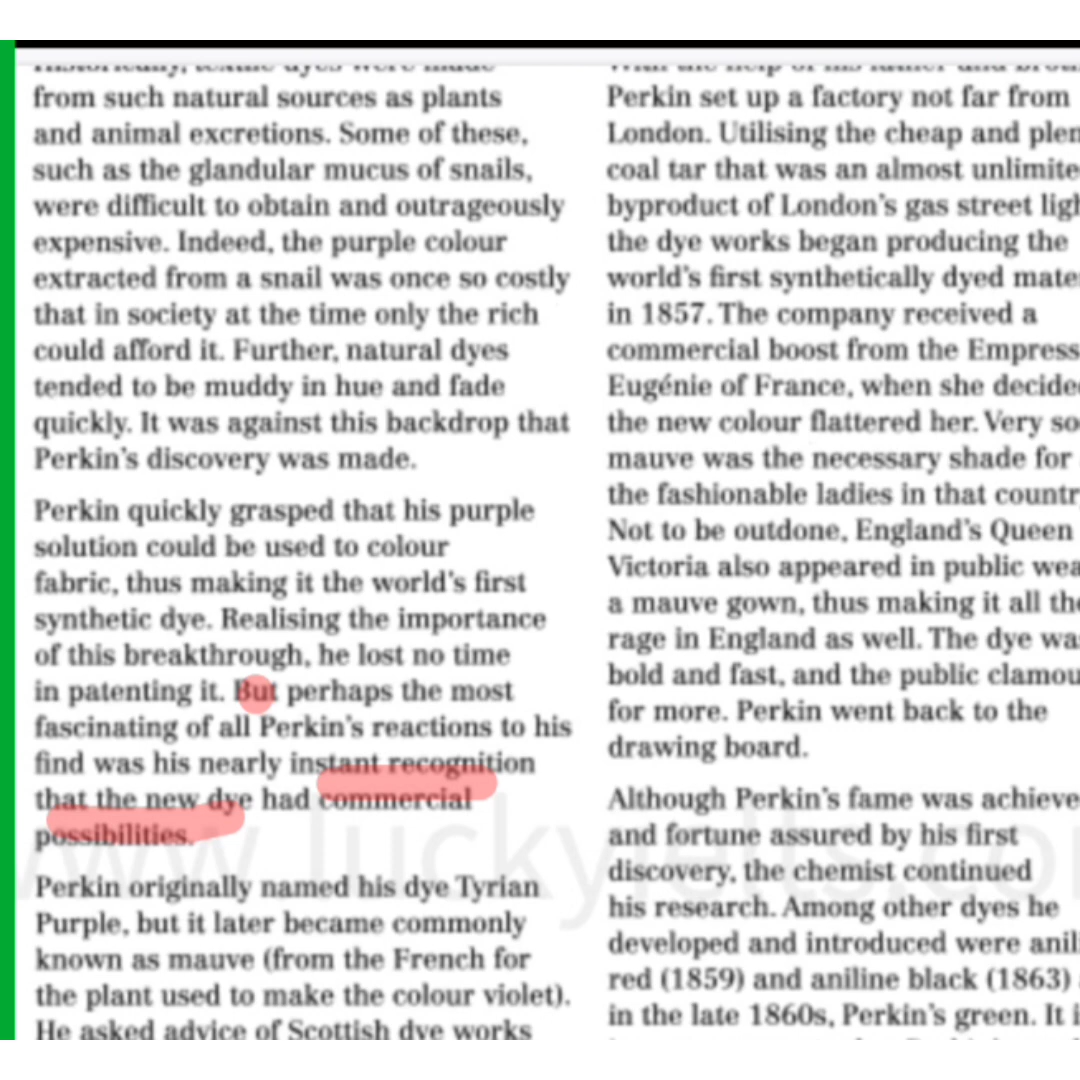 from such natural sources as plants
and animal excretions. Some of these,
such as the glandular mucus of snails,
were difficult to obtain and outrageously
expensive. Indeed, the purple colour
extracted from a snail was once so costly
that in society at the time only the rich
could afford it. Further, natural dyes
tended to be muddy in hue and fade
quickly. It was against this backdrop that
Perkin's discovery was made.
Perkin quickly grasped that his purple
solution could be used to colour
fabric, thus making it the world's first
synthetic dye. Realising the importance
of this breakthrough, he lost no time
in patenting it. But perhaps the most
fascinating of all Perkin's reactions to his
find was his nearly instant recognition
that the new dye had commercial
possibilities.
Perkin originally named his dye Tyrian
Purple, but it later became commonly
known as mauve (from the French for
the plant used to make the colour violet).
He asked advice of Scottish dye works
Perkin set up a factory not far from
London. Utilising the cheap and
coal tar that was an almost
byproduct of London's gas street
the dye works began producing the
world's first synthetically dyed
in 1857. The company received a
commercial boost from the Empress
Eugénie of France, when she
the new colour flattered her. Very
mauve was the necessary shade for
the fashionable ladies in that
Not to be outdone, England's Queen
Victoria also appeared in public
a mauve gown, thus making it all
rage in England as well. The dye
bold and fast, and the public
for more. Perkin went back to the
drawing board.
Although Perkin's fame was
and fortune assured by his first
discovery, the chemist continued
his research. Among other dyes he
developed and introduced were
red (1859) and aniline black (1863)
in the late 1860s, Perkin's green. It